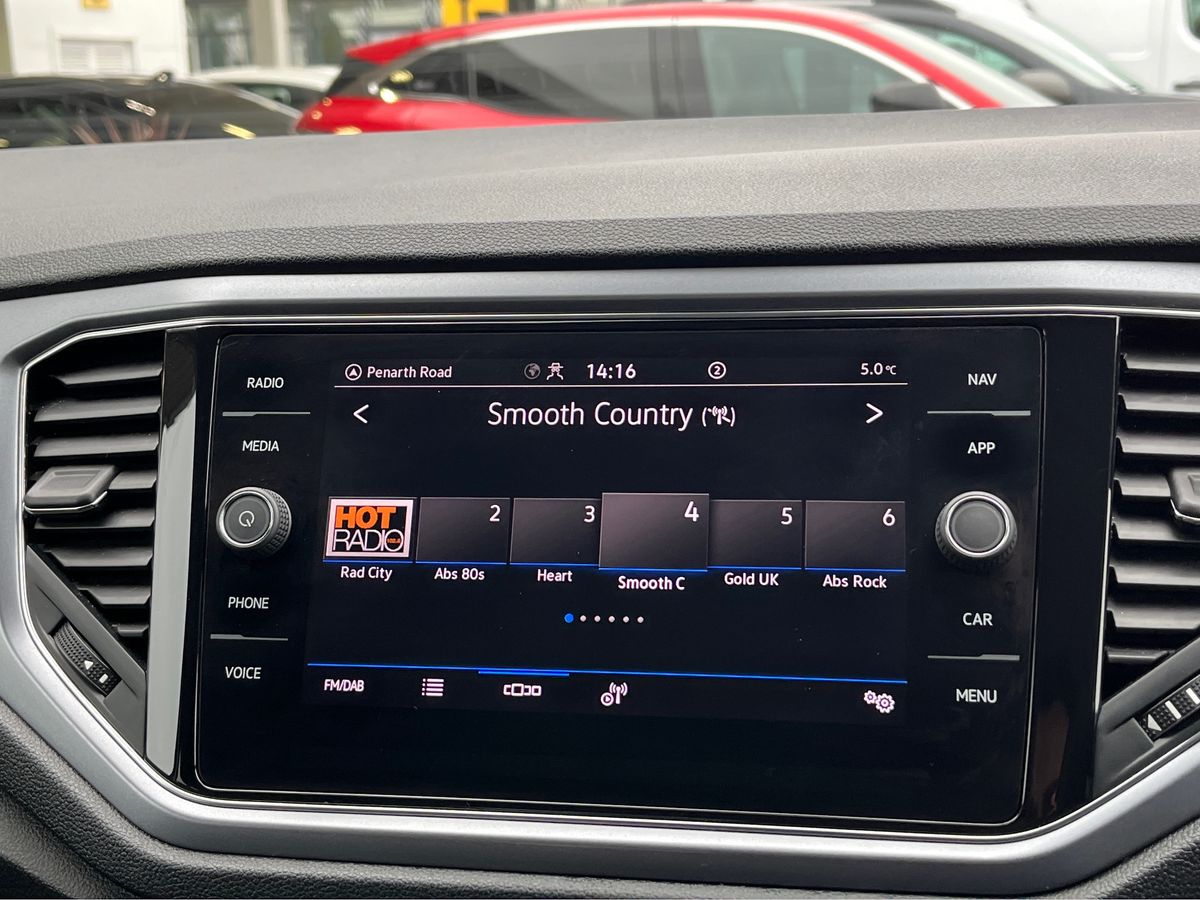 RADIO
MEDIA
PHONE
VOICE
Penarth Road
14:16
2
5.0°C
< Smooth Country >
HOT
RADIO
2
3
4
5
6
Rad City
Abs 80s
Heart
Smooth C
Gold UK
Abs Rock
FM/DAB
NAV
APP
CAR
MENU